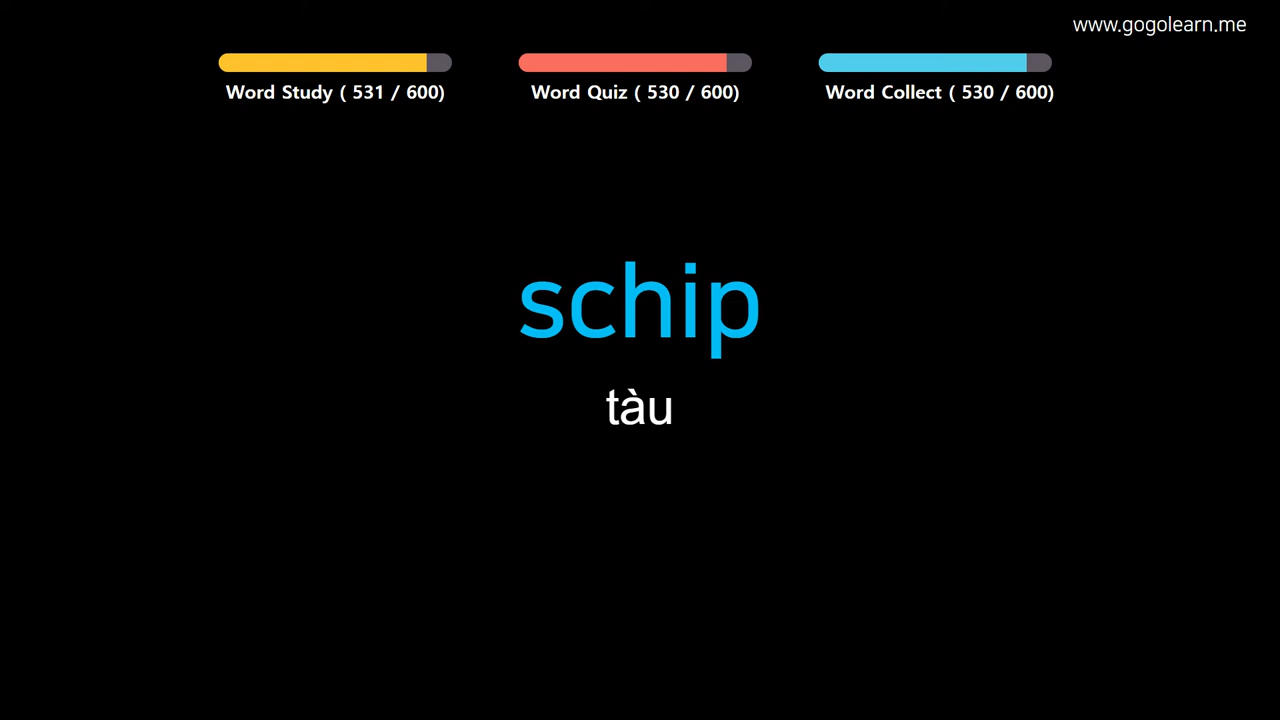 www.gogolearn.me
Word Study ( 531 / 600)
Word Quiz ( 530 / 600)
Word Collect ( 530 / 600)
schip
tàu